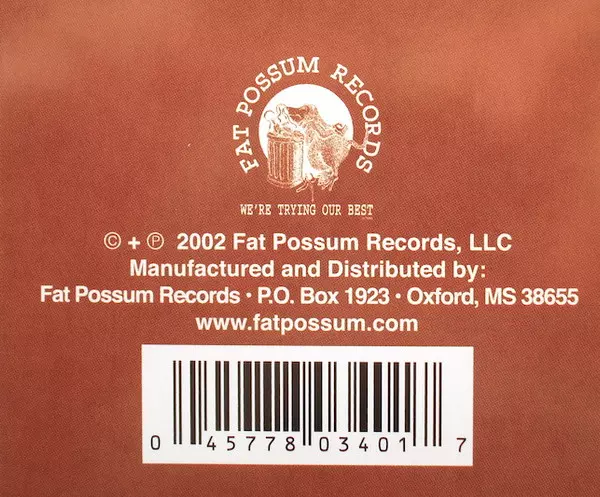 FAT POSSUM RECORDS
WE'RE TRYING OUR BEST
© + ℗ 2002 Fat Possum Records, LLC
Manufactured and Distributed by:
Fat Possum Records • P.O. Box 1923 • Oxford, MS 38655
www.fatpossum.com
0 45778 03401 7